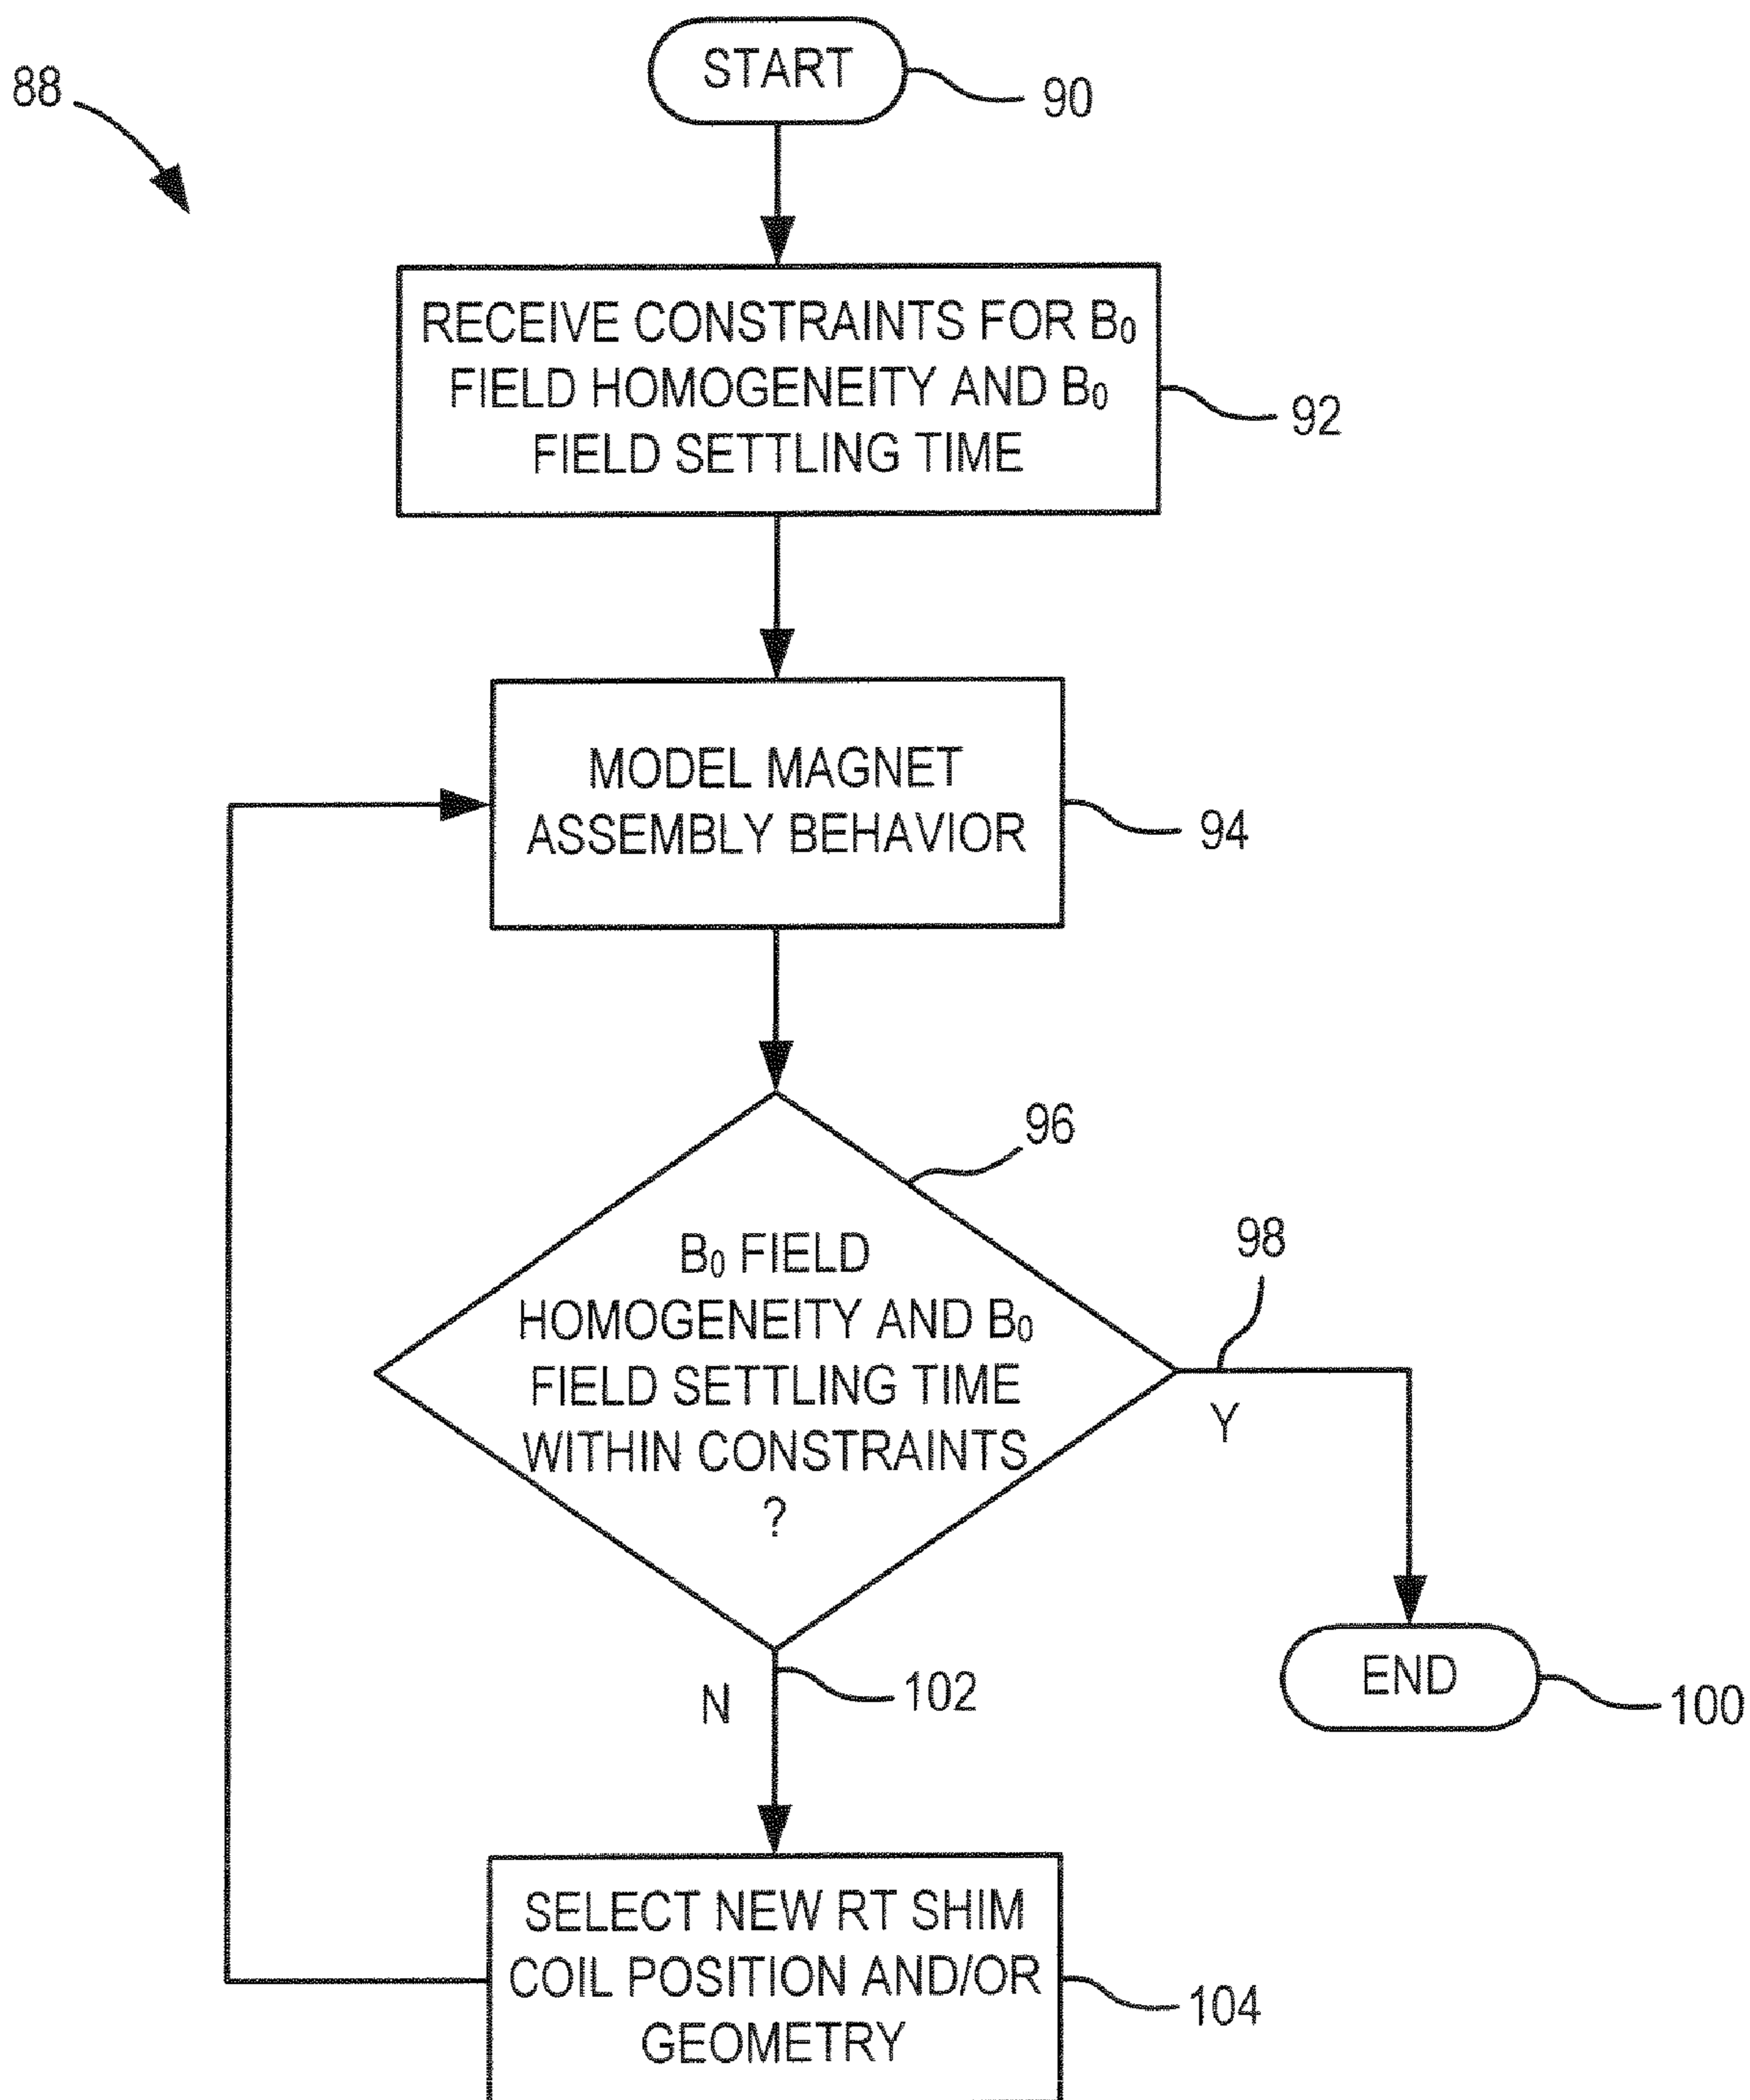 88
START
90
RECEIVE CONSTRAINTS FOR B₀
FIELD HOMOGENEITY AND B₀
FIELD SETTLING TIME
92
MODEL MAGNET
ASSEMBLY BEHAVIOR
94
96
B₀ FIELD
HOMOGENEITY AND B₀
FIELD SETTLING TIME
WITHIN CONSTRAINTS
?
98
Y
END
100
102
N
SELECT NEW RT SHIM
COIL POSITION AND/OR
GEOMETRY
104